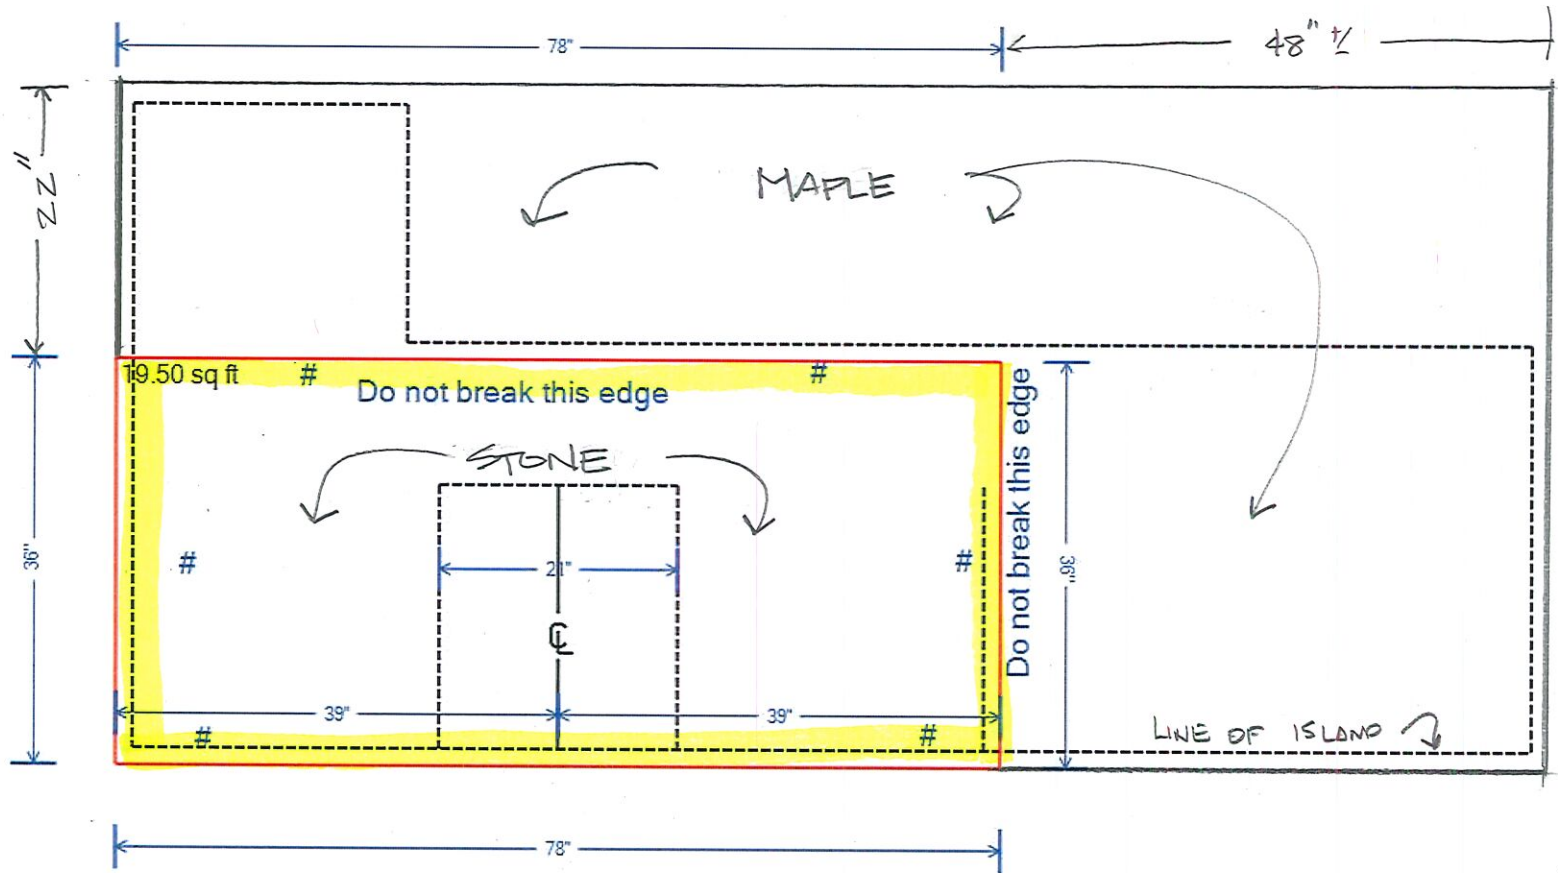 78"
48" +/-
22"
MAPLE
19.50 sq ft
#
#
Do not break this edge
Do not break this edge
STONE
36"
#
21"
#
36"
℄
39"
39"
LINE OF ISLAND
#
#
78"